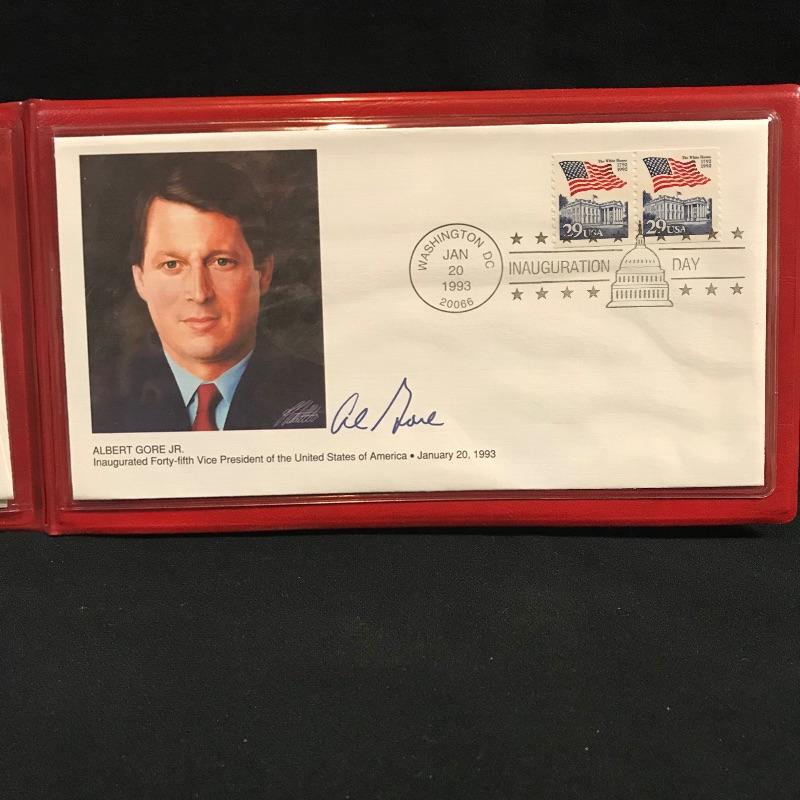 The White House
1792
1992
29 USA
The White House
1792
1992
29 USA
WASHINGTON DC
JAN
20
1993
20066
INAUGURATION DAY
Al Gore
ALBERT GORE JR.
Inaugurated Forty-fifth Vice President of the United States of America • January 20, 1993